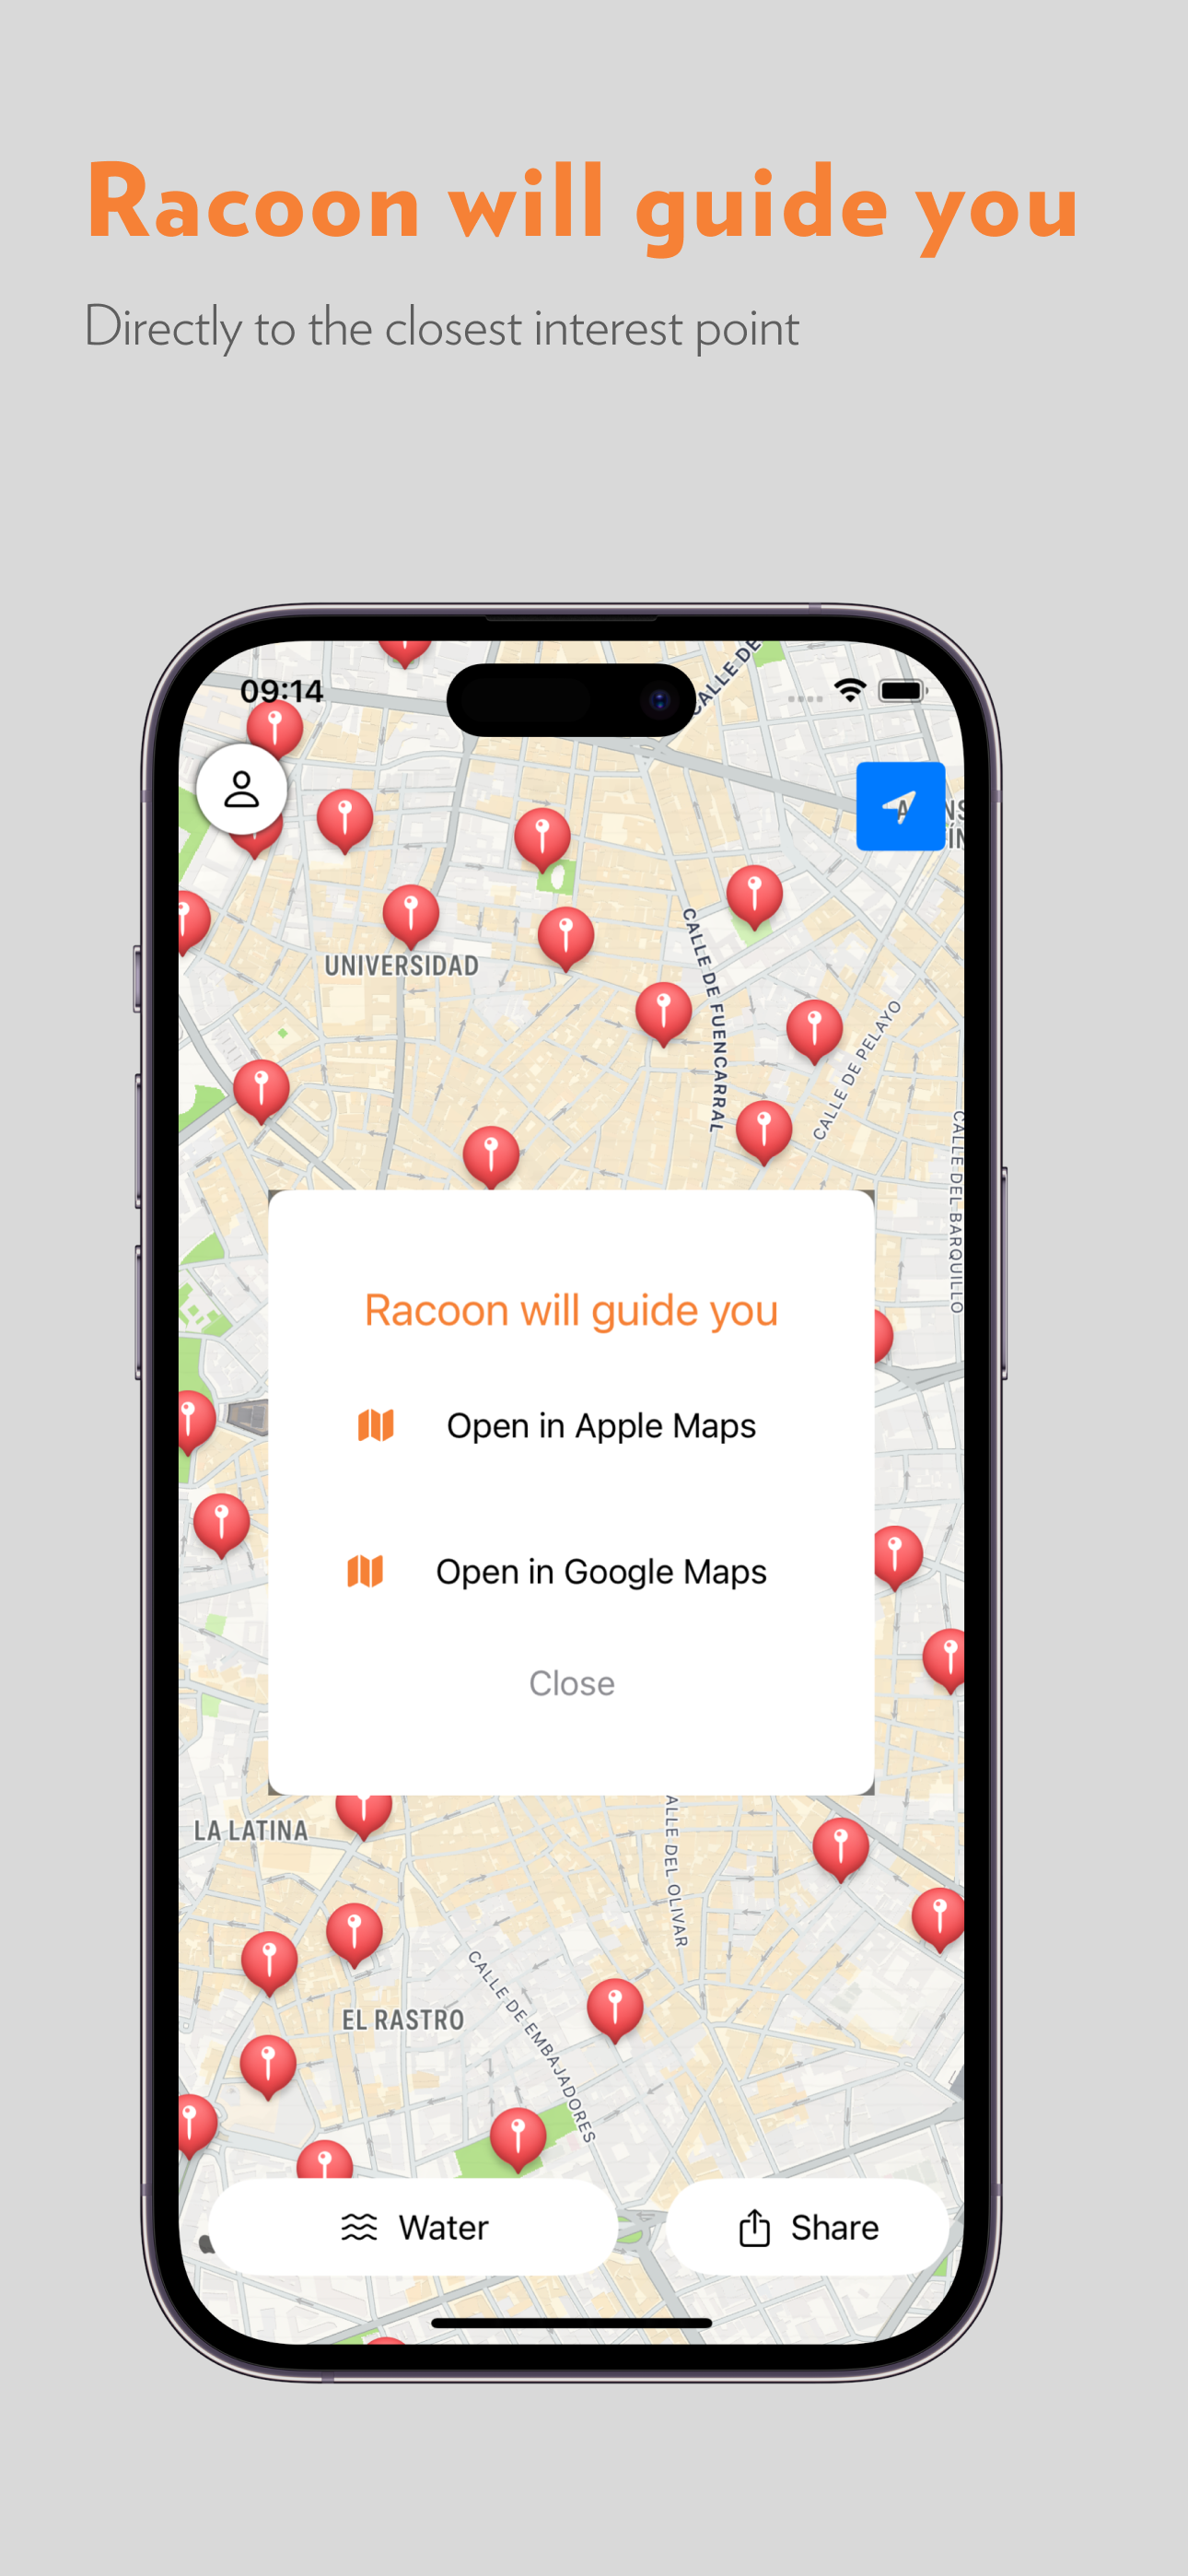 Racoon will guide you
Directly to the closest interest point
09:14
CALLE DE
UNIVERSIDAD
CALLE DE FUENCARRAL
CALLE DE PELAYO
CALLE DEL BARQUILLO
Racoon will guide you
Open in Apple Maps
Open in Google Maps
Close
LA LATINA
ALLE DEL OLIVAR
EL RASTRO
CALLE DE EMBAJADORES
Water
Share